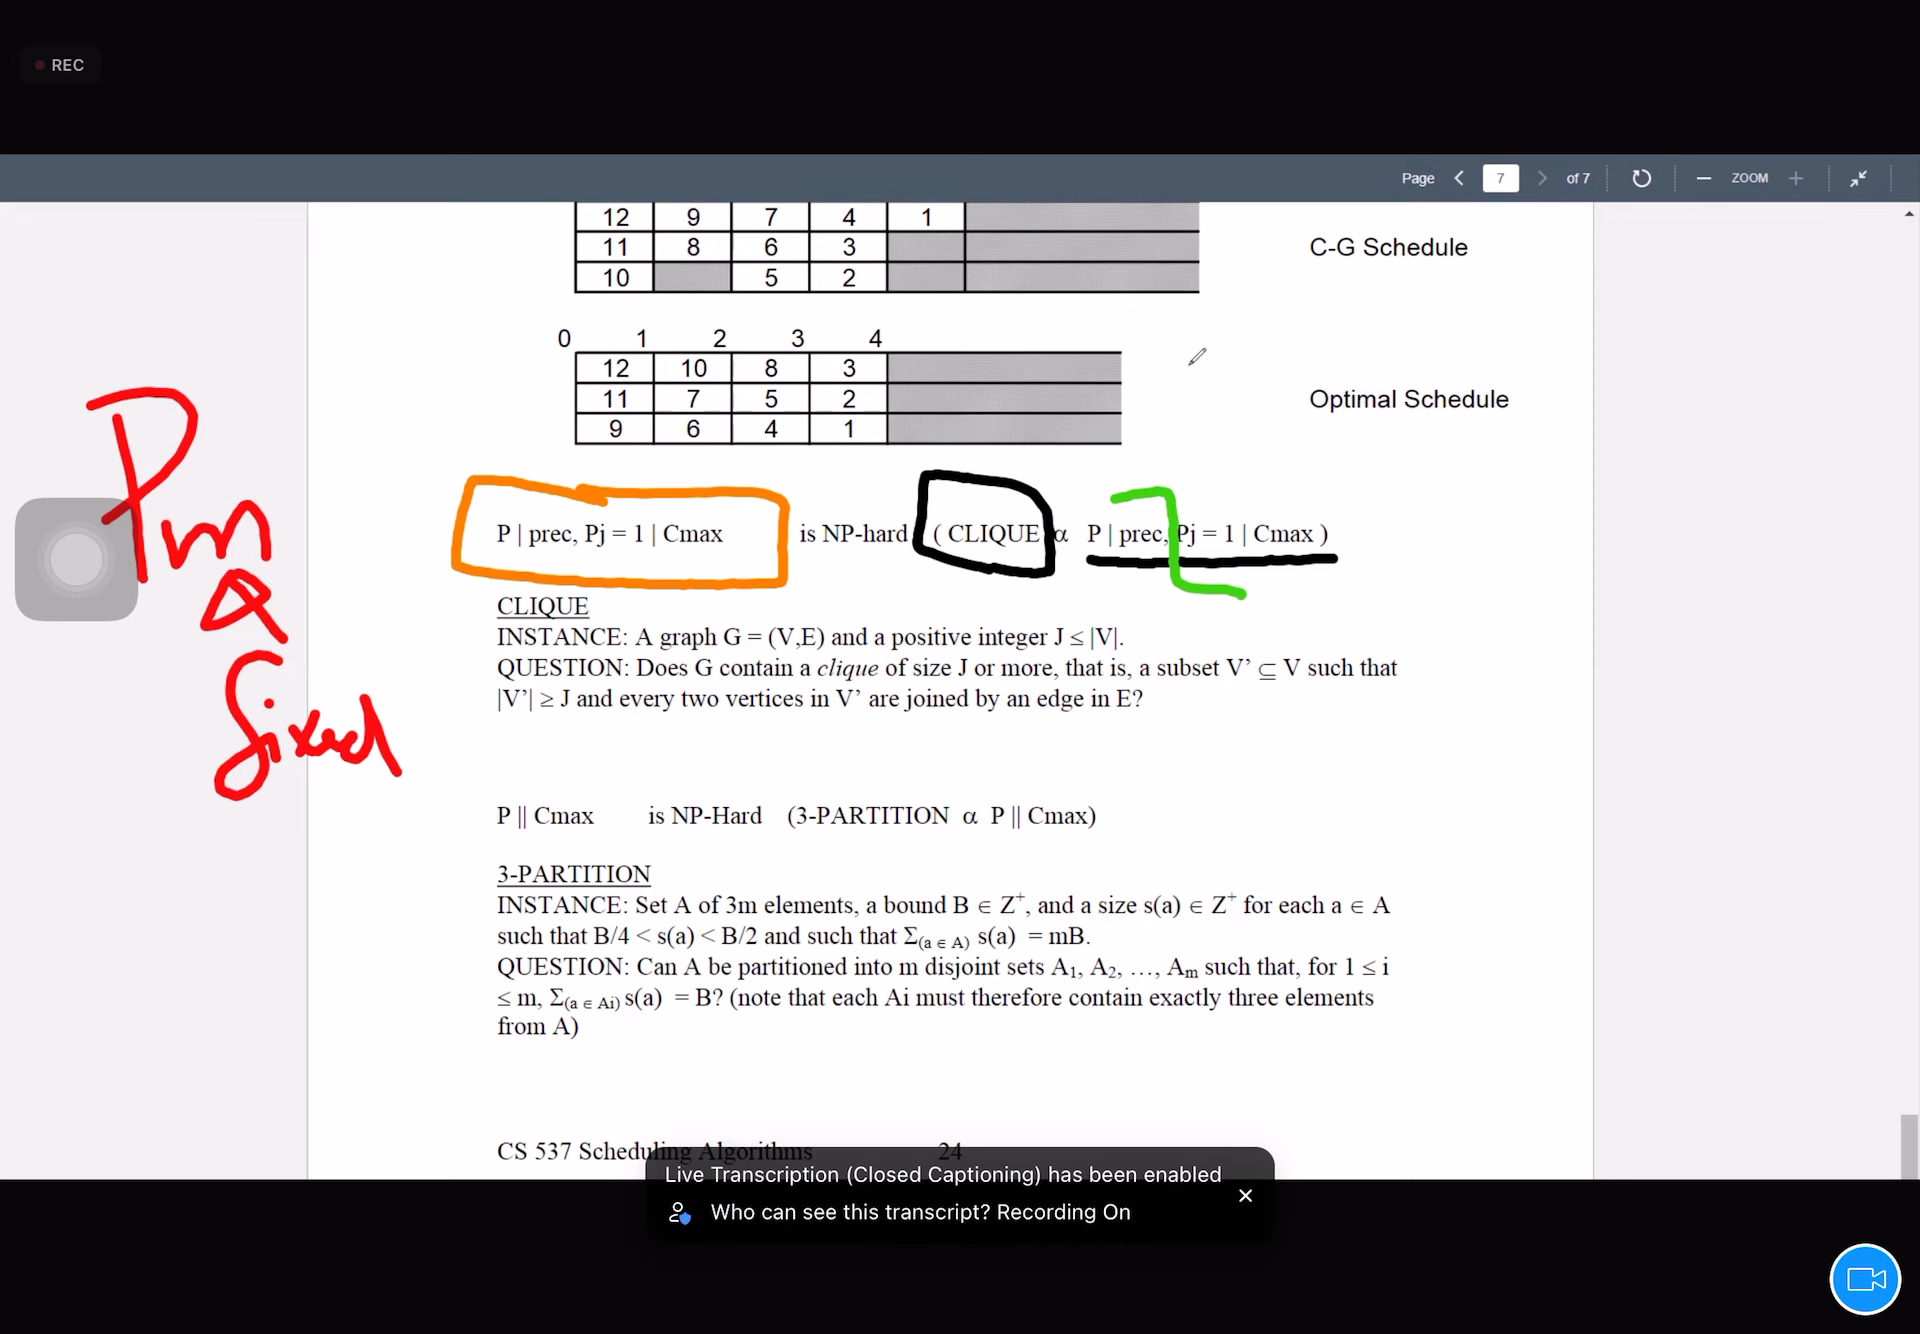 REC
Page 7 of 7 ZOOM
12 9 7 4 1
11 8 6 3
C-G Schedule
10 5 2
0 1 2 3 4
12 10 8 3
11 7 5 2
Optimal Schedule
9 6 4 1
Pm
fixed
P | prec, Pj = 1 | Cmax is NP-hard ( CLIQUE α P | prec, Pj = 1 | Cmax )
CLIQUE
INSTANCE: A graph G = (V,E) and a positive integer J ≤ |V|.
QUESTION: Does G contain a clique of size J or more, that is, a subset V’ ⊆ V such that
|V’| ≥ J and every two vertices in V’ are joined by an edge in E?
P || Cmax is NP-Hard (3-PARTITION α P || Cmax)
3-PARTITION
INSTANCE: Set A of 3m elements, a bound B ∈ Z⁺, and a size s(a) ∈ Z⁺ for each a ∈ A
such that B/4 < s(a) < B/2 and such that Σ(a ∈ A) s(a) = mB.
QUESTION: Can A be partitioned into m disjoint sets A1, A2, …, Am such that, for 1 ≤ i
≤ m, Σ(a ∈ Ai) s(a) = B? (note that each Ai must therefore contain exactly three elements
from A)
CS 537 Scheduling Algorithms 24
Live Transcription (Closed Captioning) has been enabled
Who can see this transcript? Recording On